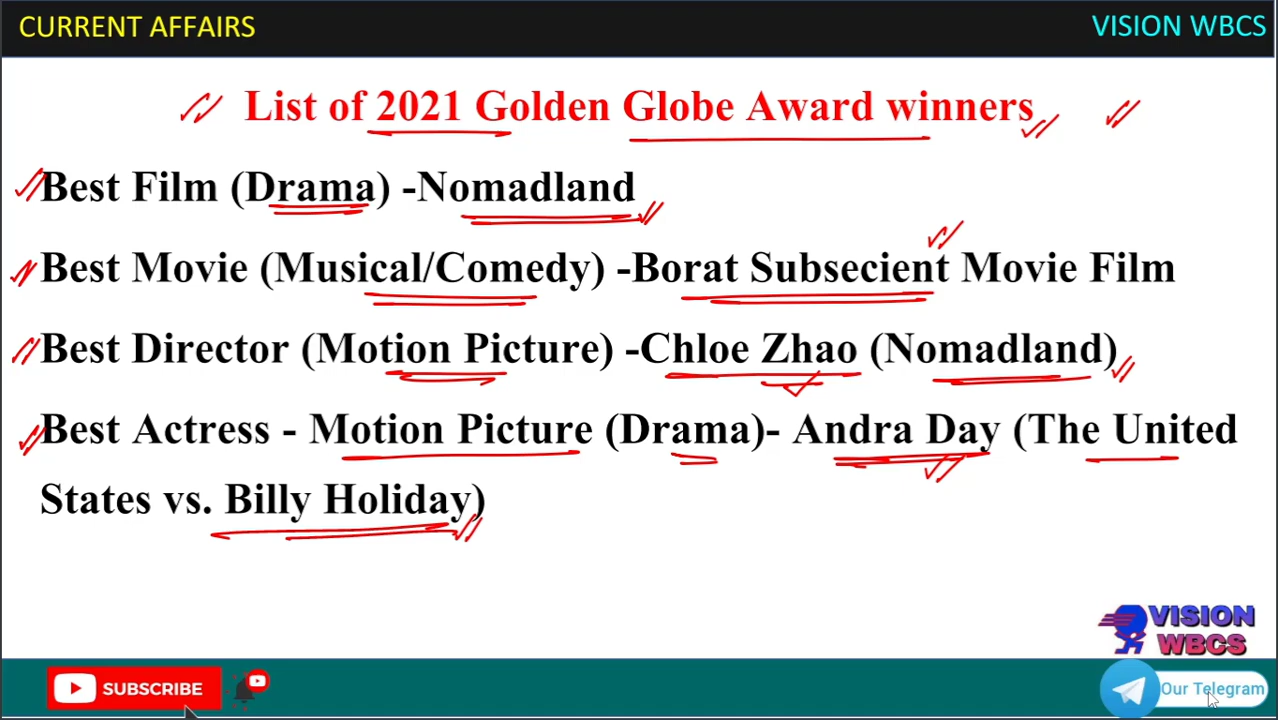 CURRENT AFFAIRS
VISION WBCS
List of 2021 Golden Globe Award winners
Best Film (Drama) -Nomadland
Best Movie (Musical/Comedy) -Borat Subsecient Movie Film
Best Director (Motion Picture) -Chloe Zhao (Nomadland)
Best Actress - Motion Picture (Drama)- Andra Day (The United
States vs. Billy Holiday)
VISION
WBCS
SUBSCRIBE
Our Telegram